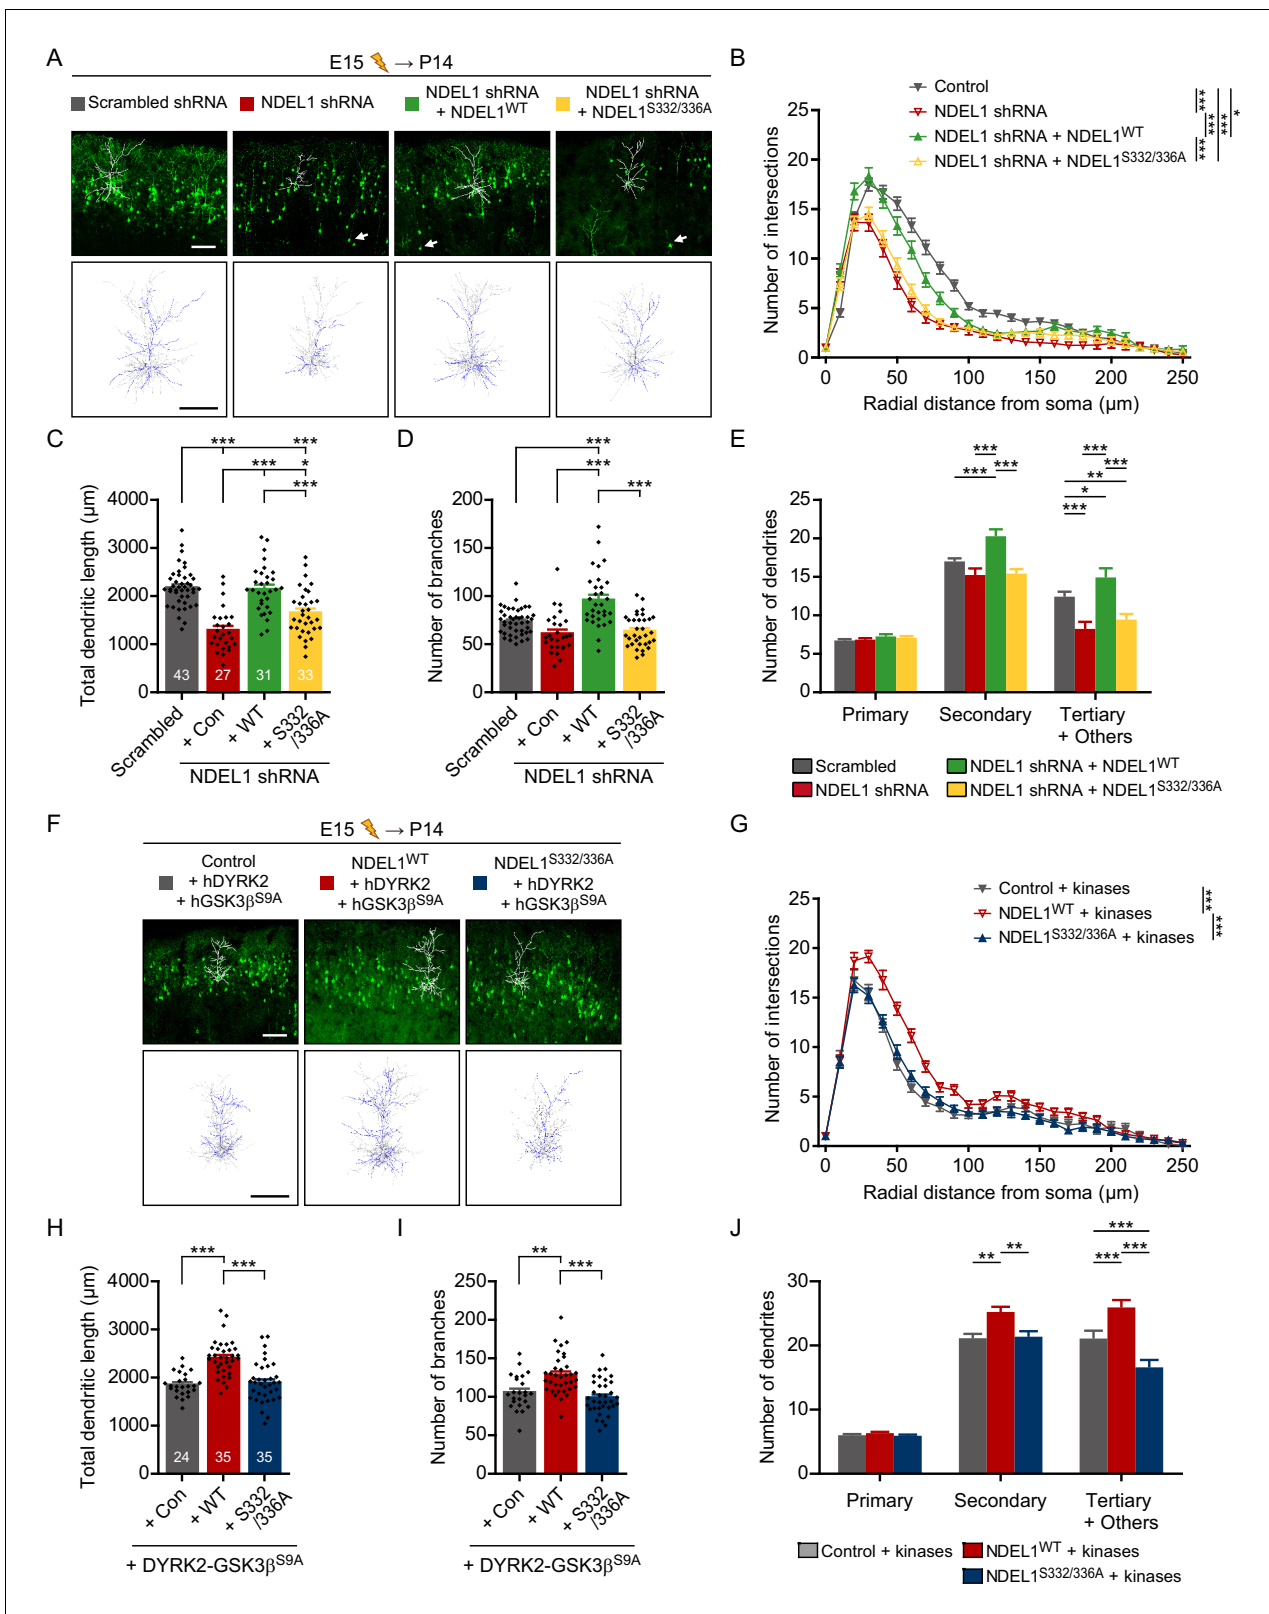 A
E15 → P14
Scrambled shRNA
NDEL1 shRNA
NDEL1 shRNA
+ NDEL1WT
NDEL1 shRNA
+ NDEL1S332/336A
B
Control
NDEL1 shRNA
NDEL1 shRNA + NDEL1WT
NDEL1 shRNA + NDEL1S332/336A
***
***
***
***
*
Number of intersections
25
20
15
10
5
0
0 50 100 150 200 250
Radial distance from soma (µm)
C
*** ***
*** *
***
Total dendritic length (µm)
4000
3000
2000
1000
0
43 27 31 33
Scrambled
+ Con
+ WT
+ S332
/336A
NDEL1 shRNA
D
***
***
***
Number of branches
200
150
100
50
0
Scrambled
+ Con
+ WT
+ S332
/336A
NDEL1 shRNA
E
***
***
***
***
***
**
*
***
Number of dendrites
25
20
15
10
5
0
Primary
Secondary
Tertiary
+ Others
Scrambled
NDEL1 shRNA
NDEL1 shRNA + NDEL1WT
NDEL1 shRNA + NDEL1S332/336A
F
E15 → P14
Control
+ hDYRK2
+ hGSK3βS9A
NDEL1WT
+ hDYRK2
+ hGSK3βS9A
NDEL1S332/336A
+ hDYRK2
+ hGSK3βS9A
G
Control + kinases
NDEL1WT + kinases
NDEL1S332/336A + kinases
***
***
Number of intersections
25
20
15
10
5
0
0 50 100 150 200 250
Radial distance from soma (µm)
H
***
***
Total dendritic length (µm)
4000
3000
2000
1000
0
24 35 35
+ Con
+ WT
+ S332
/336A
+ DYRK2-GSK3βS9A
I
**
***
Number of branches
250
200
150
100
50
0
+ Con
+ WT
+ S332
/336A
+ DYRK2-GSK3βS9A
J
**
**
***
***
***
Number of dendrites
30
20
10
0
Primary
Secondary
Tertiary
+ Others
Control + kinases
NDEL1WT + kinases
NDEL1S332/336A + kinases